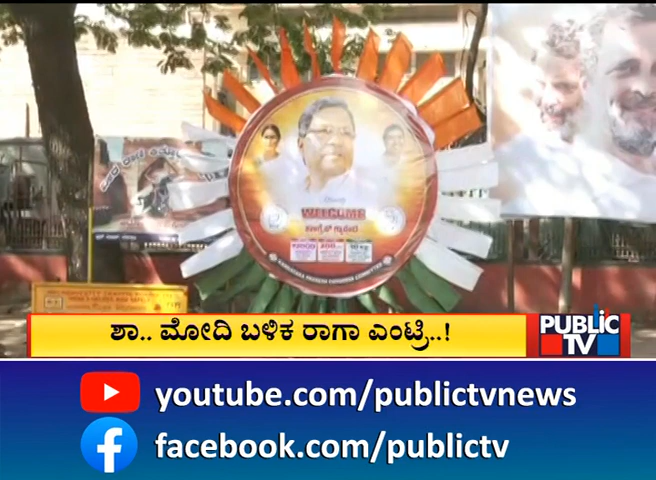 WELCOME
ಶಾ.. ಮೋದಿ ಬಳಿಕ ರಾಗಾ ಎಂಟ್ರಿ..!
PUBLIC
TV
youtube.com/publictvnews
facebook.com/publictv